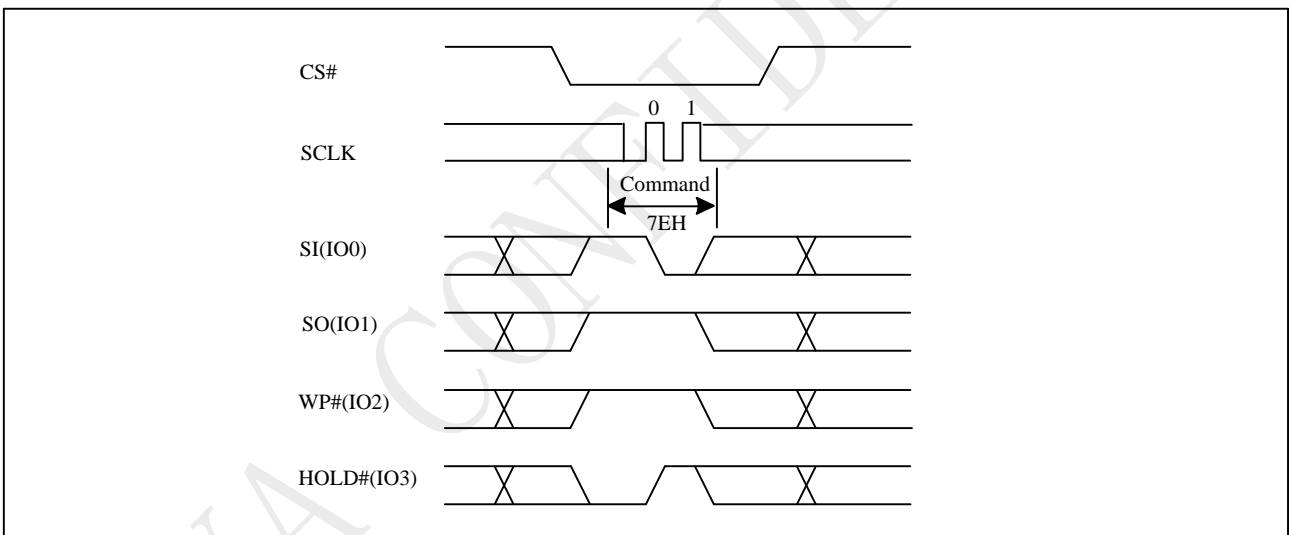 CS#
0 1
SCLK
Command
7EH
SI(IO0)
SO(IO1)
WP#(IO2)
HOLD#(IO3)